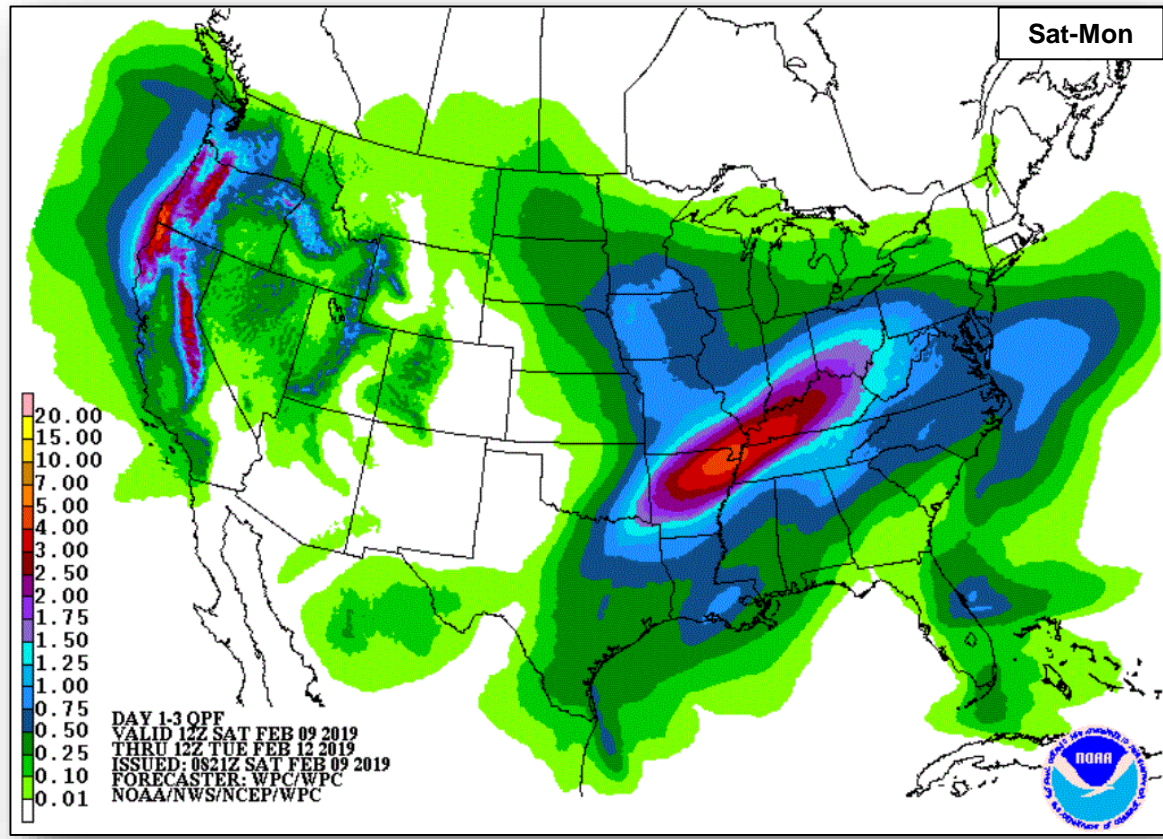 Sat-Mon
20.00
15.00
10.00
7.00
5.00
4.00
3.00
2.50
2.00
1.75
1.50
1.25
1.00
0.75
0.50
0.25
0.10
0.01
DAY 1-3 QPF
VALID 12Z SAT FEB 09 2019
THRU 12Z TUE FEB 12 2019
ISSUED: 0821Z SAT FEB 09 2019
FORECASTER: WPC/WPC
NOAA/NWS/NCEP/WPC
NOAA